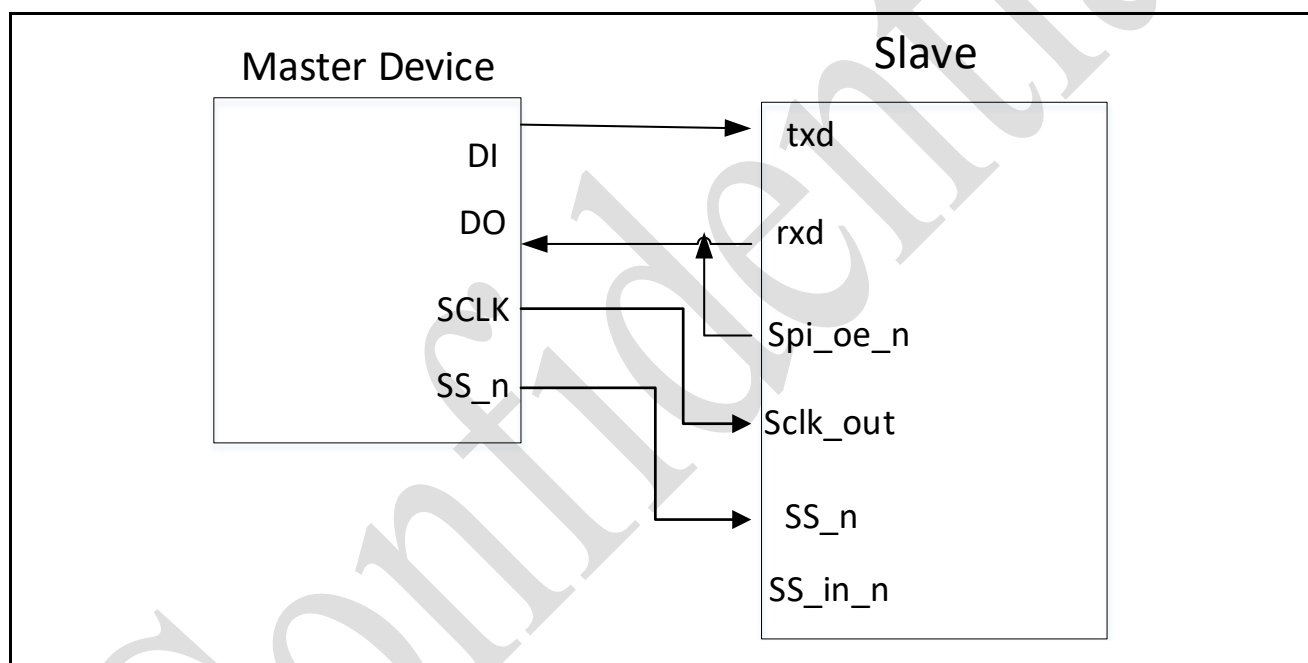 Master Device
Slave
DI
DO
SCLK
SS_n
txd
rxd
Spi_oe_n
Sclk_out
SS_n
SS_in_n
Confidential